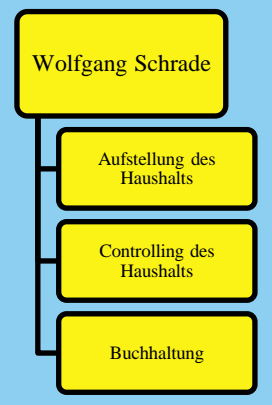 Wolfgang Schrade
Aufstellung des
Haushalts
Controlling des
Haushalts
Buchhaltung